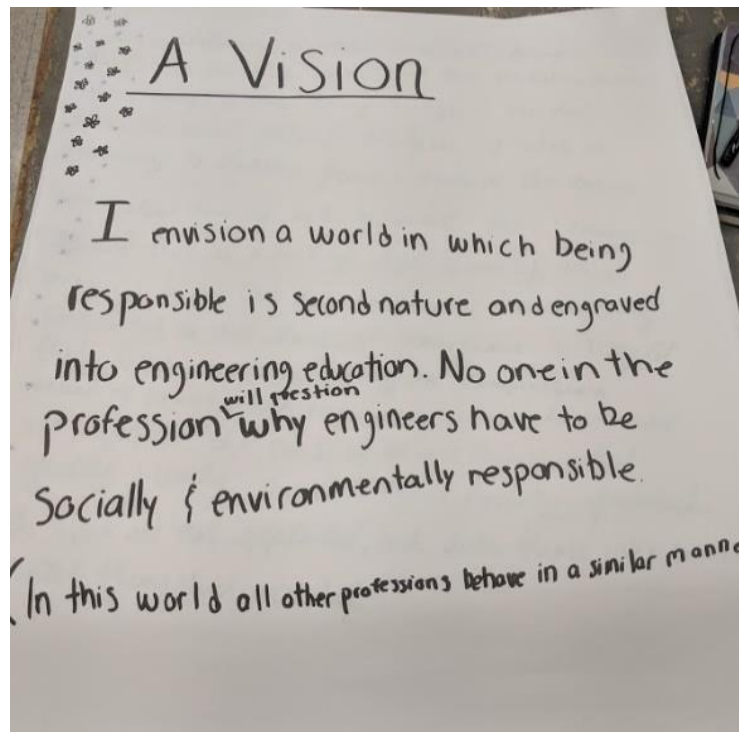 A Vision
I envision a world in which being
responsible is second nature and engraved
into engineering education. No one in the
will question
profession why engineers have to be
Socially & environmentally responsible.
(In this world all other professions behave in a similar manne